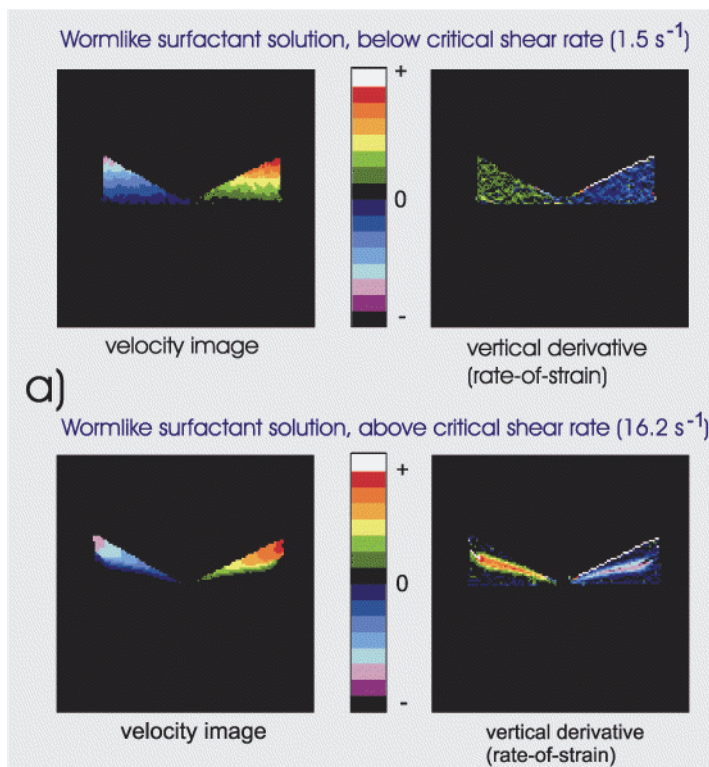 Wormlike surfactant solution, below critical shear rate (1.5 s⁻¹)
+
0
-
velocity image
vertical derivative
(rate-of-strain)
a)
Wormlike surfactant solution, above critical shear rate (16.2 s⁻¹)
+
0
-
velocity image
vertical derivative
(rate-of-strain)